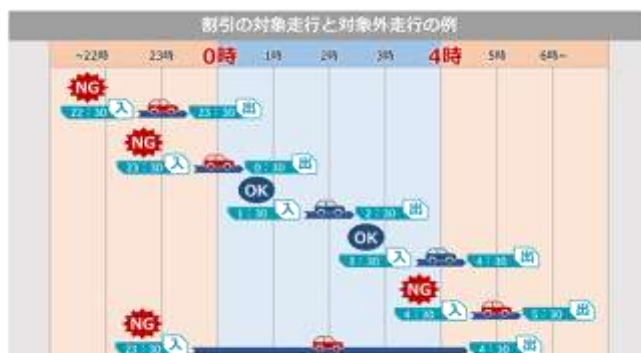 割引の対象走行と対象外走行の例
~22時 23時 0時 1時 2時 3時 4時 5時 6時~
NG
22:30 入 23:30 出
NG
23:30 入 0:30 出
OK
1:30 入 2:30 出
OK
3:30 入 4:30 出
NG
4:30 入 5:30 出
NG
23:30 入 4:30 出